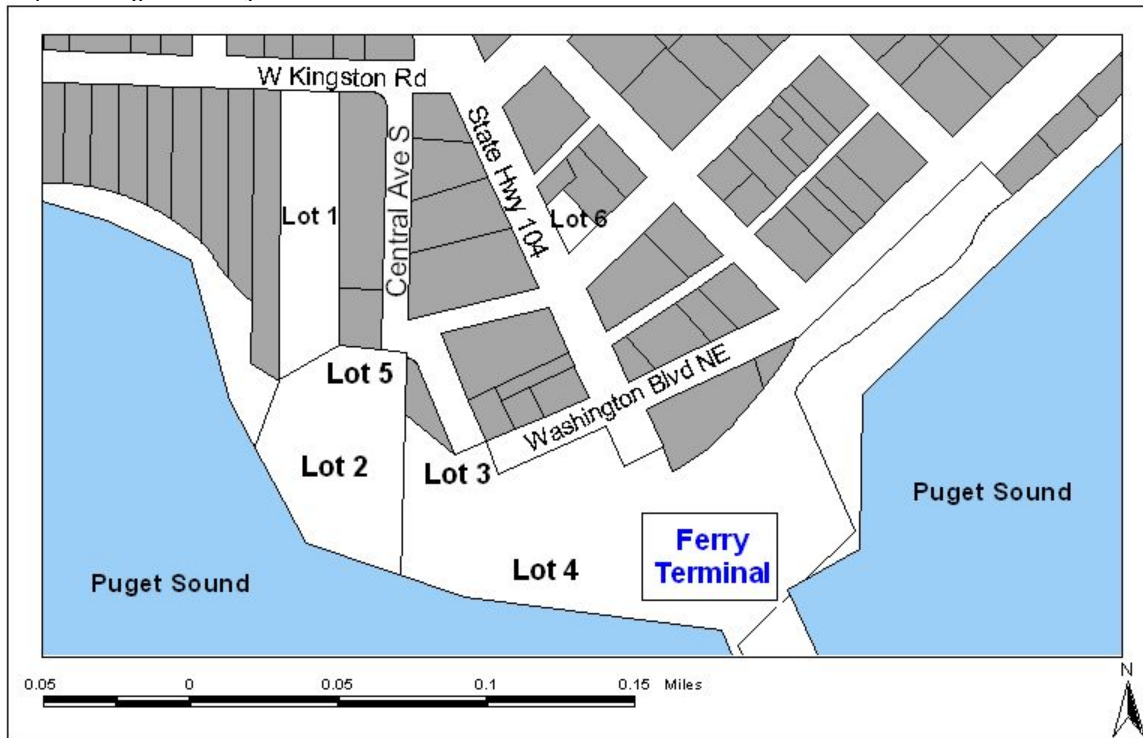 W Kingston Rd
Central Ave S
State Hwy 104
Lot 1
Lot 6
Lot 5
Washington Blvd NE
Lot 2
Lot 3
Puget Sound
Ferry
Terminal
Lot 4
Puget Sound
0.05 0 0.05 0.1 0.15 Miles
N